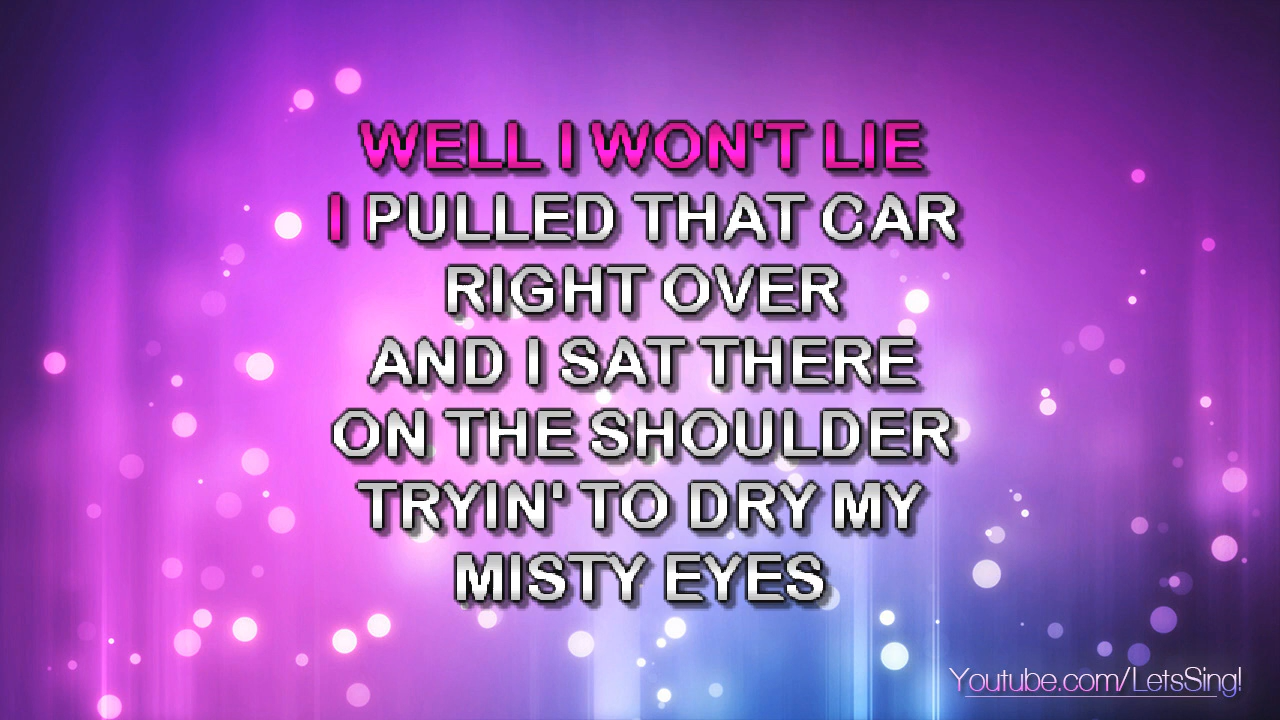 WELL I WON'T LIE
I PULLED THAT CAR
RIGHT OVER
AND I SAT THERE
ON THE SHOULDER
TRYIN' TO DRY MY
MISTY EYES
Youtube.com/LetsSing!